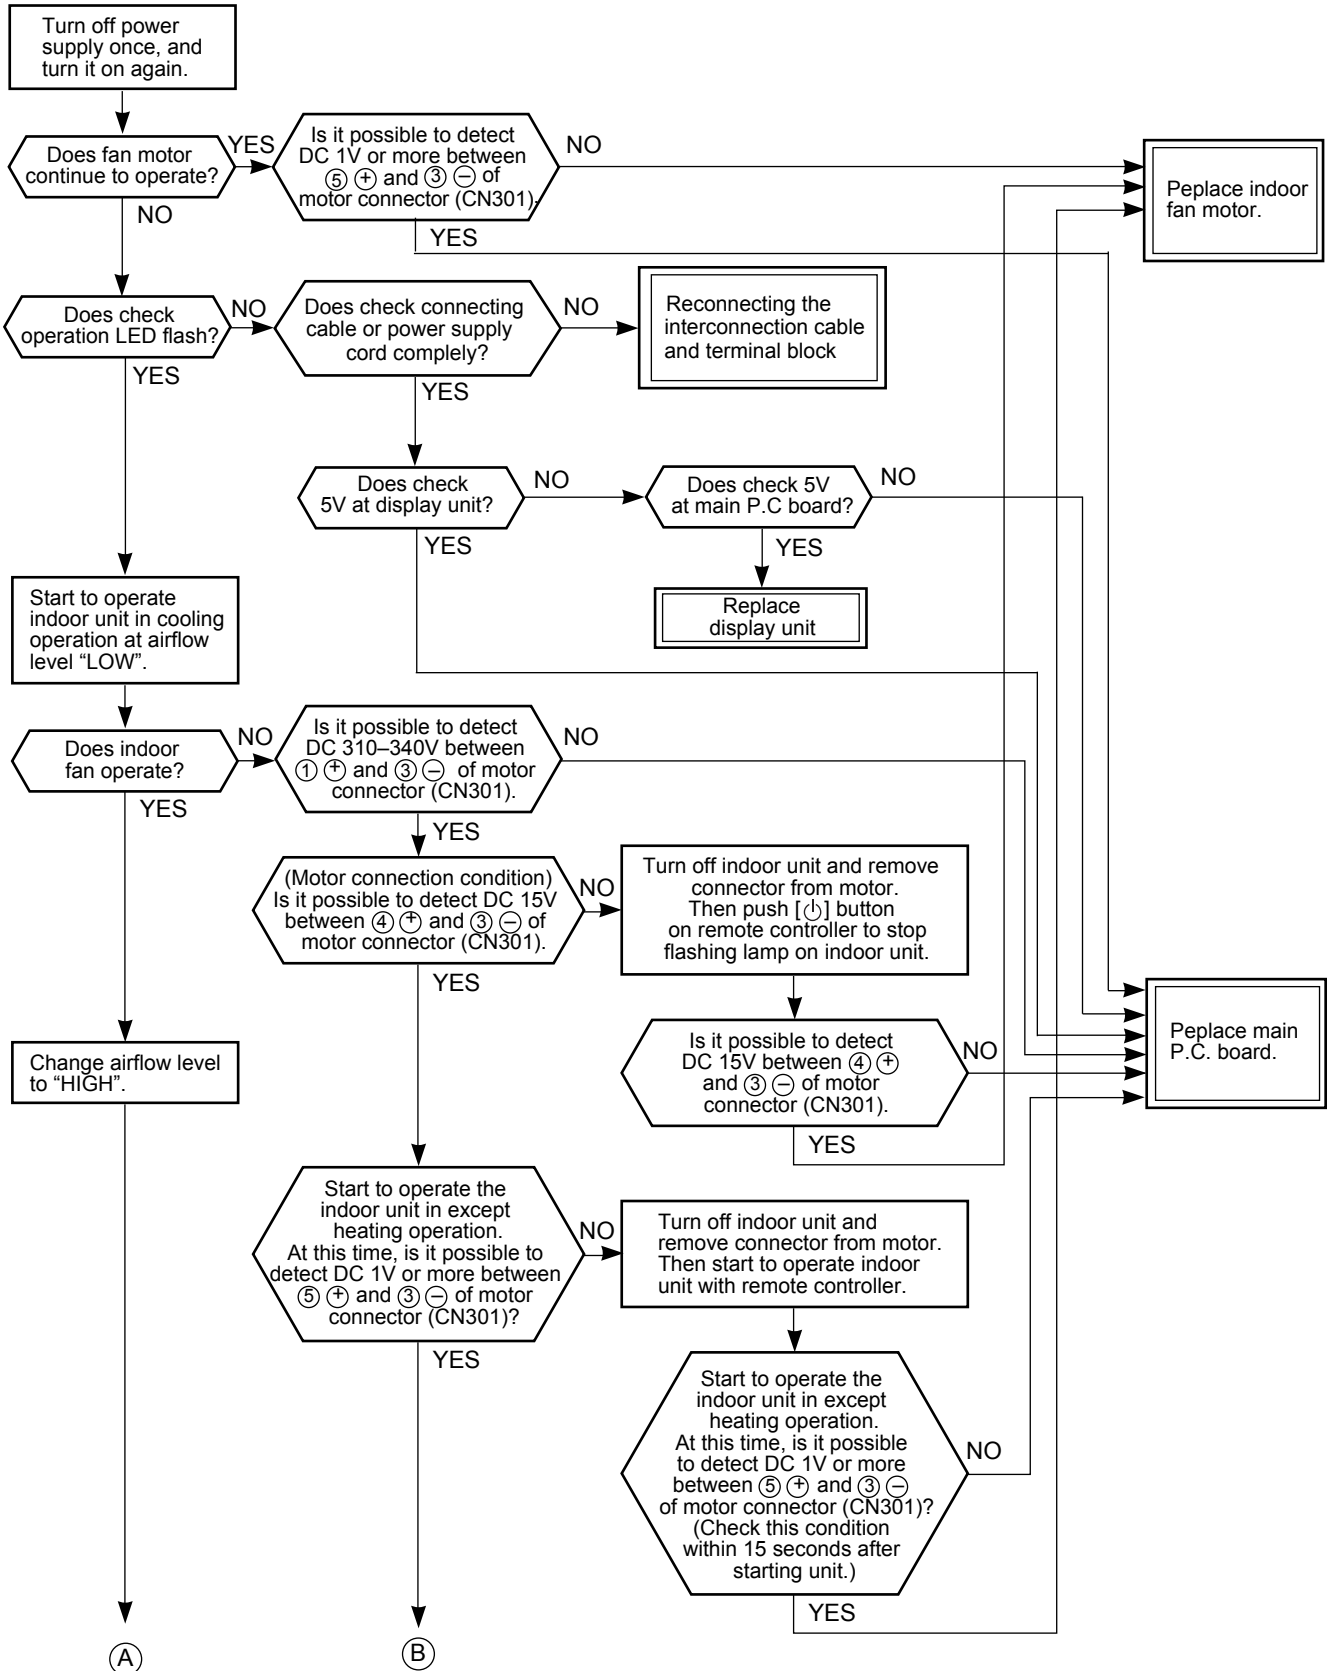 Turn off power
supply once, and
turn it on again.
Does fan motor
continue to operate?
YES
NO
Is it possible to detect
DC 1V or more between
⑤ ⊕ and ③ ⊖ of
motor connector (CN301).
NO
YES
Peplace indoor
fan motor.
Does check
operation LED flash?
NO
YES
Does check connecting
cable or power supply
cord complely?
NO
YES
Reconnecting the
interconnection cable
and terminal block
Does check
5V at display unit?
NO
YES
Does check 5V
at main P.C board?
NO
YES
Replace
display unit
Start to operate
indoor unit in cooling
operation at airflow
level “LOW”.
Does indoor
fan operate?
NO
YES
Is it possible to detect
DC 310–340V between
① ⊕ and ③ ⊖ of motor
connector (CN301).
NO
YES
(Motor connection condition)
Is it possible to detect DC 15V
between ④ ⊕ and ③ ⊖ of
motor connector (CN301).
NO
YES
Turn off indoor unit and remove
connector from motor.
Then push [⏻] button
on remote controller to stop
flashing lamp on indoor unit.
Is it possible to detect
DC 15V between ④ ⊕
and ③ ⊖ of motor
connector (CN301).
NO
YES
Peplace main
P.C. board.
Change airflow level
to “HIGH”.
Start to operate the
indoor unit in except
heating operation.
At this time, is it possible to
detect DC 1V or more between
⑤ ⊕ and ③ ⊖ of motor
connector (CN301)?
NO
YES
Turn off indoor unit and
remove connector from motor.
Then start to operate indoor
unit with remote controller.
Start to operate the
indoor unit in except
heating operation.
At this time, is it possible
to detect DC 1V or more
between ⑤ ⊕ and ③ ⊖
of motor connector (CN301)?
(Check this condition
within 15 seconds after
starting unit.)
NO
YES
Ⓐ
Ⓑ